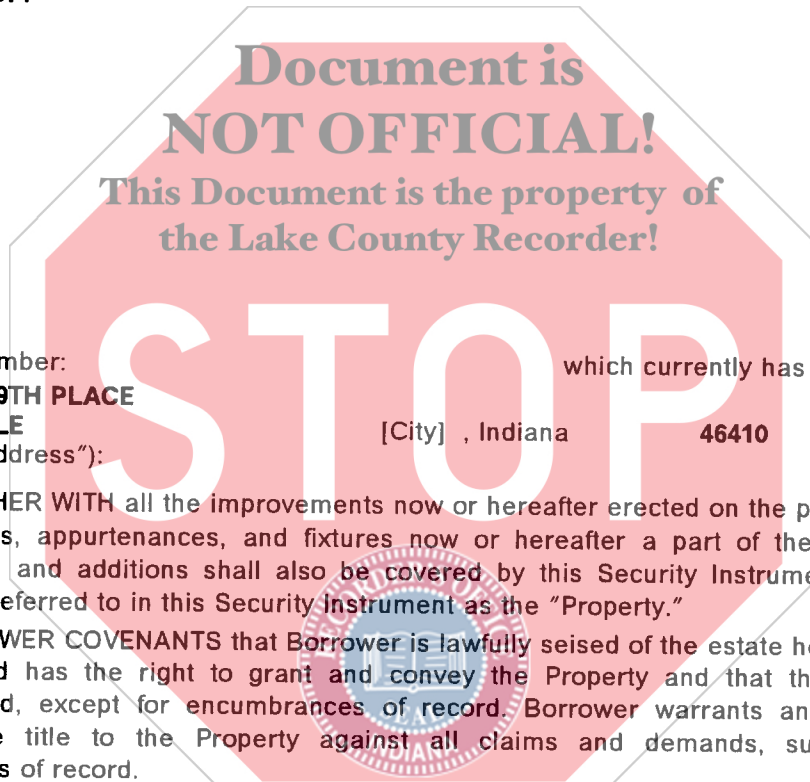 Document is
NOT OFFICIAL!
This Document is the property of
the Lake County Recorder!
STOP
mber: which currently has
9TH PLACE
LE [City] , Indiana 46410
ddress"):
HER WITH all the improvements now or hereafter erected on the p
s, appurtenances, and fixtures now or hereafter a part of the
and additions shall also be covered by this Security Instrume
eferred to in this Security Instrument as the "Property."
WER COVENANTS that Borrower is lawfully seised of the estate he
d has the right to grant and convey the Property and that th
d, except for encumbrances of record. Borrower warrants an
e title to the Property against all claims and demands, su
s of record.
INDIANA